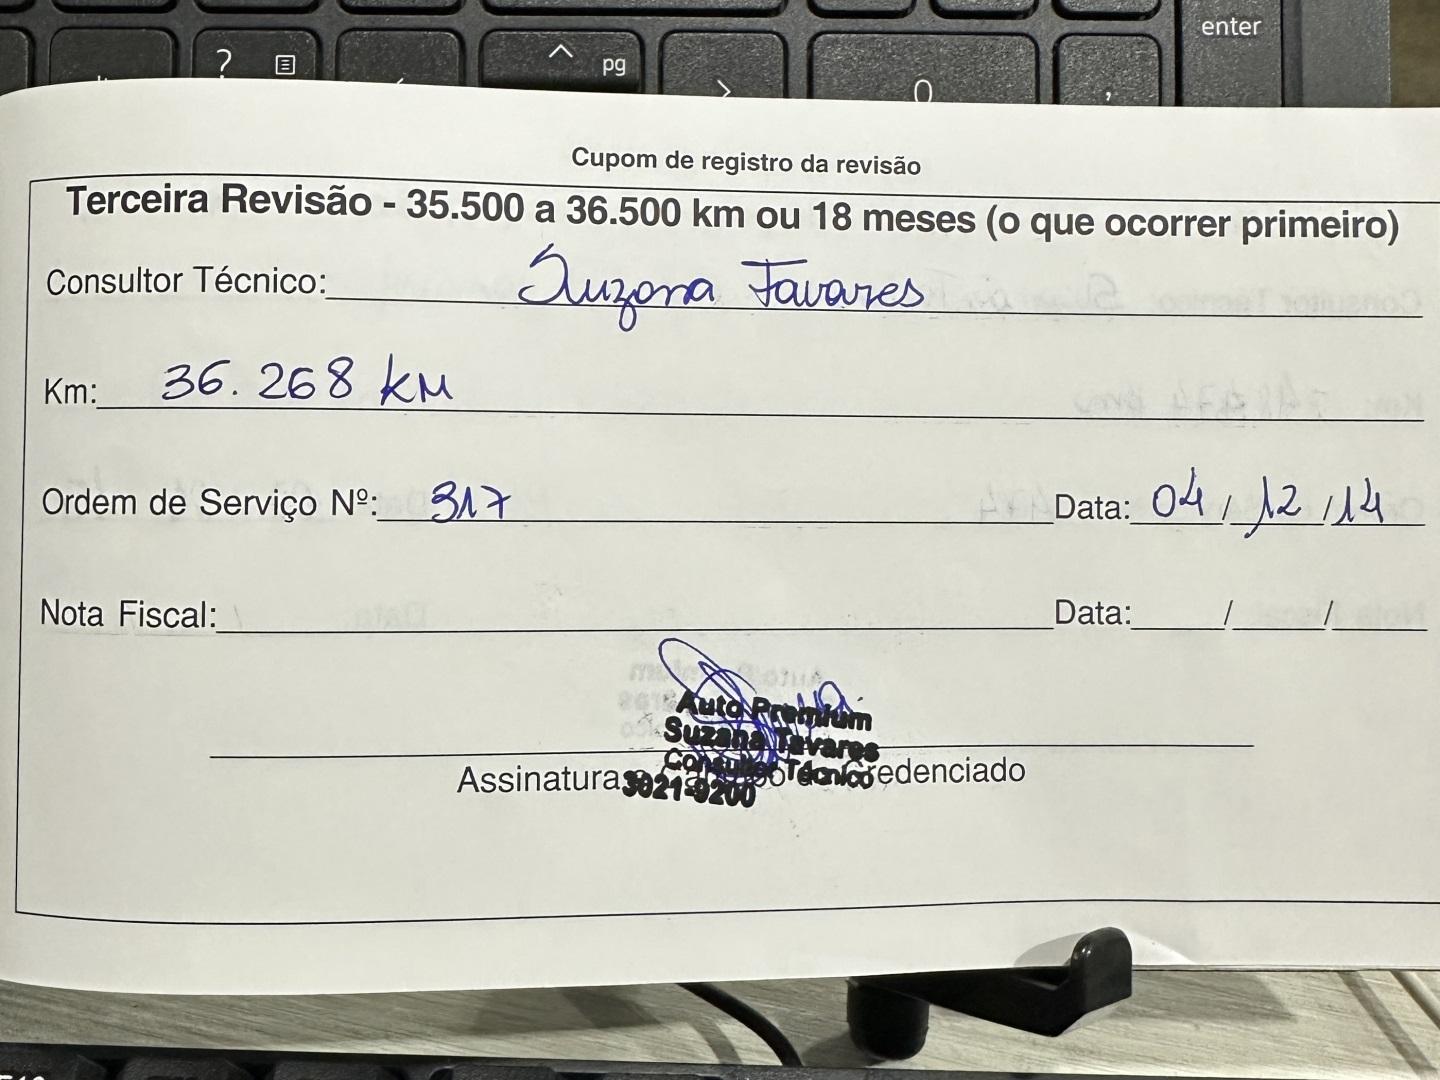 enter
?
pg
0
,
Cupom de registro da revisão
Terceira Revisão - 35.500 a 36.500 km ou 18 meses (o que ocorrer primeiro)
Consultor Técnico: Suzana Tavares
Km: 36.268 km
Ordem de Serviço Nº: 317 Data: 04/12/14
Nota Fiscal: Data: / /
Auto Premium
Suzana Tavares
Consultor Técnico
Assinatura Credenciado
3021-9200